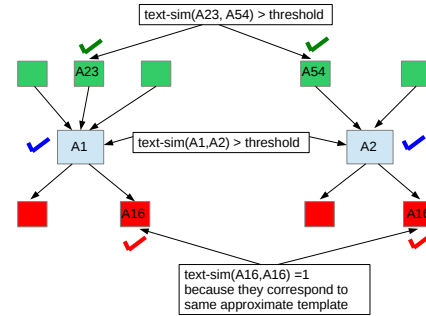 text-sim(A23, A54) > threshold
A23
A54
A1
text-sim(A1,A2) > threshold
A2
A16
A16
text-sim(A16,A16) =1
because they correspond to
same approximate template